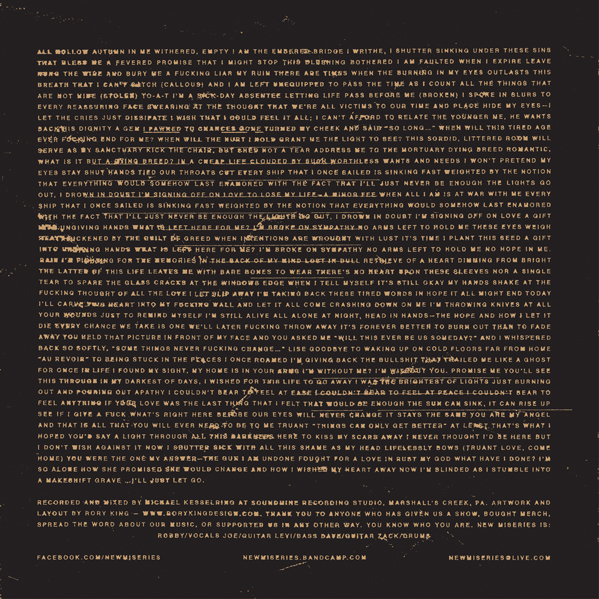 ALL HOLLOW AUTUMN IN ME WITHERED, EMPTY I AM THE EMBERED BRIDGE I WRITHE, I SHUTTER SINKING UNDER THESE SINS
THAT BLESS ME A FEVERED PROMISE THAT I MIGHT STOP THIS BLUSHING BOTHERED I AM FAULTED WHEN I EXPIRE LEAVE
THE WIRE AND BURY ME A FUCKING LIAR MY RUIN THERE ARE TIMES WHEN THE BURNING IN MY EYES OUTLASTS THIS
BREATH THAT I CAN'T CATCH (CALLOUS) AND I AM LEFT UNEQUIPPED TO PASS THE TIME AS I COUNT ALL THE THINGS THAT
ARE NOT MINE (STOLE) TO-A-T I'M A SICK-DAY ABSENTEE LETTING LIFE PASS BEFORE ME (BROKEN) I SPOKE IN SLURS TO
EVERY REASSURING FACE SWEARING AT THE THOUGHT THAT WE'RE ALL VICTIMS TO OUR TIME AND PLACE HIDE MY EYES—I
LET THE CRIES JUST DISSIPATE I WISH THAT I COULD FEEL IT ALL; I CAN'T AFFORD TO RELATE THE YOUNGER ME, HE WANTS
BACK HIS DIGNITY A GEM I PAWNED TO CHANCES GONE TURNED MY CHEEK AND SAID "SO LONG..." WHEN WILL THIS TIRED AGE
EVER FUCKING END FOR ME? WHEN WILL THE HURT I HOLD GRANT ME THE LIGHT TO SEE? THIS SORDID, LITTERED ROOM WILL
SERVE AS MY SANCTUARY KICK THE CHAIR, BUT SHED NOT A TEAR ADDRESS IT TO THE MORTUARY DYING BREED ROMANTIC,
WHAT IS IT BUT A DYING BREED? IN A CHEAP LIFE CLOUDED BY SUCH WORTHLESS WANTS AND NEEDS I WON'T PRETEND MY
EYES STAY SHUT HANDS TIED OUR THROATS CUT EVERY SHIP THAT I ONCE SAILED IS SINKING FAST WEIGHTED BY THE NOTION
THAT EVERYTHING WOULD SOMEHOW LAST ENAMORED WITH THE FACT THAT I'LL JUST NEVER BE ENOUGH THE LIGHTS GO
OUT, I DROWN IN DOUBT I'M SIGNING OFF ON LOVE TO LOSE MY LIFE—A MINOR FEE WHEN ALL I AM IS AT WAR WITH ME EVERY
SHIP THAT I ONCE SAILED IS SINKING FAST WEIGHTED BY THE NOTION THAT EVERYTHING WOULD SOMEHOW LAST ENAMORED
WITH THE FACT THAT I'LL JUST NEVER BE ENOUGH THE LIGHTS GO OUT, I DROWN IN DOUBT I'M SIGNING OFF ON LOVE A GIFT
UNGIVING HANDS WHAT IS LEFT HERE FOR ME? I'VE BROKE ON SYMPATHY NO ARMS LEFT TO HOLD ME THESE EYES WEIGH
BY THE GUILT OF GREED WHEN INTENTIONS ARE WROUGHT WITH LUST IT'S TIME I PLANT THIS SEED A GIFT
INTO HANDS WHAT IS LEFT HERE FOR ME? I'M BROKE ON SYMPATHY NO ARMS LEFT TO HOLD ME NO HOPE IN ME.
FOR THE MEMORIES IN THE BACK OF MY MIND LOST IN DULL RETRIEVE OF A HEART DIMMING FROM BRIGHT
THE LATTER OF THIS LIFE LEAVES ME WITH BARE BONES TO WEAR THERE'S NO HEART UPON THESE SLEEVES NOR A SINGLE
TEAR TO SPARE THE GLASS CRACKS AT THE WINDOWS EDGE WHEN I TELL MYSELF IT'S STILL OKAY MY HANDS SHAKE AT THE
FUCKING THOUGHT OF ALL THE LOVE I LET SLIP AWAY I'M TAKING BACK THESE TIRED WORDS IN HOPE IT ALL MIGHT END TODAY
I'LL CARVE YOUR HEART INTO MY FUCKING WALL AND LET IT ALL COME CRASHING DOWN ON ME I'M THROWING KNIVES AT ALL
YOUR WOUNDS JUST TO REMIND MYSELF I'M STILL ALIVE ALL ALONE AT NIGHT, HEAD IN HANDS—THE HOPE AND HOW I LET IT
DIE EVERY CHANCE WE TAKE IS ONE WE'LL LATER FUCKING THROW AWAY IT'S FOREVER BETTER TO BURN OUT THAN TO FADE
AWAY YOU HELD THAT PICTURE IN FRONT OF MY FACE AND YOU ASKED ME "WILL THIS EVER BE US SOMEDAY?" AND I WHISPERED
BACK SO SOFTLY, "SOME THINGS NEVER FUCKING CHANGE..." LISE GOODBYE TO WAKING UP ON COLD FLOORS FAR FROM HOME
"AU REVOIR" TO BEING STUCK IN THE PLACES I ONCE ROAMED I'M GIVING BACK THE BULLSHIT THAT TRAILED ME LIKE A GHOST
FOR ONCE IN LIFE I FOUND MY SIGHT, MY HOME IS IN YOUR ARMS I'M WITHOUT ME? I'M WITHOUT YOU. PROMISE ME YOU'LL SEE
THIS THROUGH IN MY DARKEST OF DAYS, I WISHED FOR THIS LIFE TO GO AWAY I WAS THE BRIGHTEST OF LIGHTS JUST BURNING
OUT AND POURING OUT APATHY I COULDN'T BEAR TO FEEL AT EASE I COULDN'T BEAR TO FEEL AT PEACE I COULDN'T BEAR TO
FEEL ANYTHING IF YOUR LOVE WAS THE LAST THING THAT I FELT THAT WOULD BE ENOUGH THE SUN CAN SINK, IT CAN RISE UP
SEE IF I GIVE A FUCK WHAT'S RIGHT HERE BEFORE OUR EYES WILL NEVER CHANGE IT STAYS THE SAME YOU ARE MY ANGEL
AND THAT IS ALL THAT YOU WILL EVER NEED TO BE TO ME TRUANT "THINGS CAN ONLY GET BETTER" AT LEAST, THAT'S WHAT I
HOPED YOU'D SAY A LIGHT THROUGH ALL THIS DARKNESS HERE TO KISS MY SCARS AWAY I NEVER THOUGHT I'D BE HERE BUT
I DON'T WISH AGAINST IT NOW I SHUTTER SICK WITH ALL THIS SHAME AS MY HEAD LIFELESSLY BOWS (TRUANT LOVE, COME
HOME) YOU WERE THE ONE MY ANSWER—THE GUN I AM UNDONE FOUGHT FOR A LOVE IN RUST MY GOD WHAT HAVE I DONE? I'M
SO ALONE HOW SHE PROMISED SHE WOULD CHANGE AND HOW I WISHED MY HEART AWAY NOW I'M BLINDED AS I STUMBLE INTO
A MAKESHIFT GRAVE ...I'LL JUST LET GO.
RECORDED AND MIXED BY MICHAEL KESSELRING AT SOUNDMINE RECORDING STUDIO, MARSHALL'S CREEK, PA. ARTWORK AND
LAYOUT BY RORY KING — WWW.RORYKINGDESIGN.COM. THANK YOU TO ANYONE WHO HAS GIVEN US A SHOW, BOUGHT MERCH,
SPREAD THE WORD ABOUT OUR MUSIC, OR SUPPORTED US IN ANY OTHER WAY. YOU KNOW WHO YOU ARE. NEW MISERIES IS:
ROBBY/VOCALS JOE/GUITAR LEVI/BASS DAVE/GUITAR ZACK/DRUMS
FACEBOOK.COM/NEWMISERIES NEWMISERIES.BANDCAMP.COM NEWMISERIES@LIVE.COM